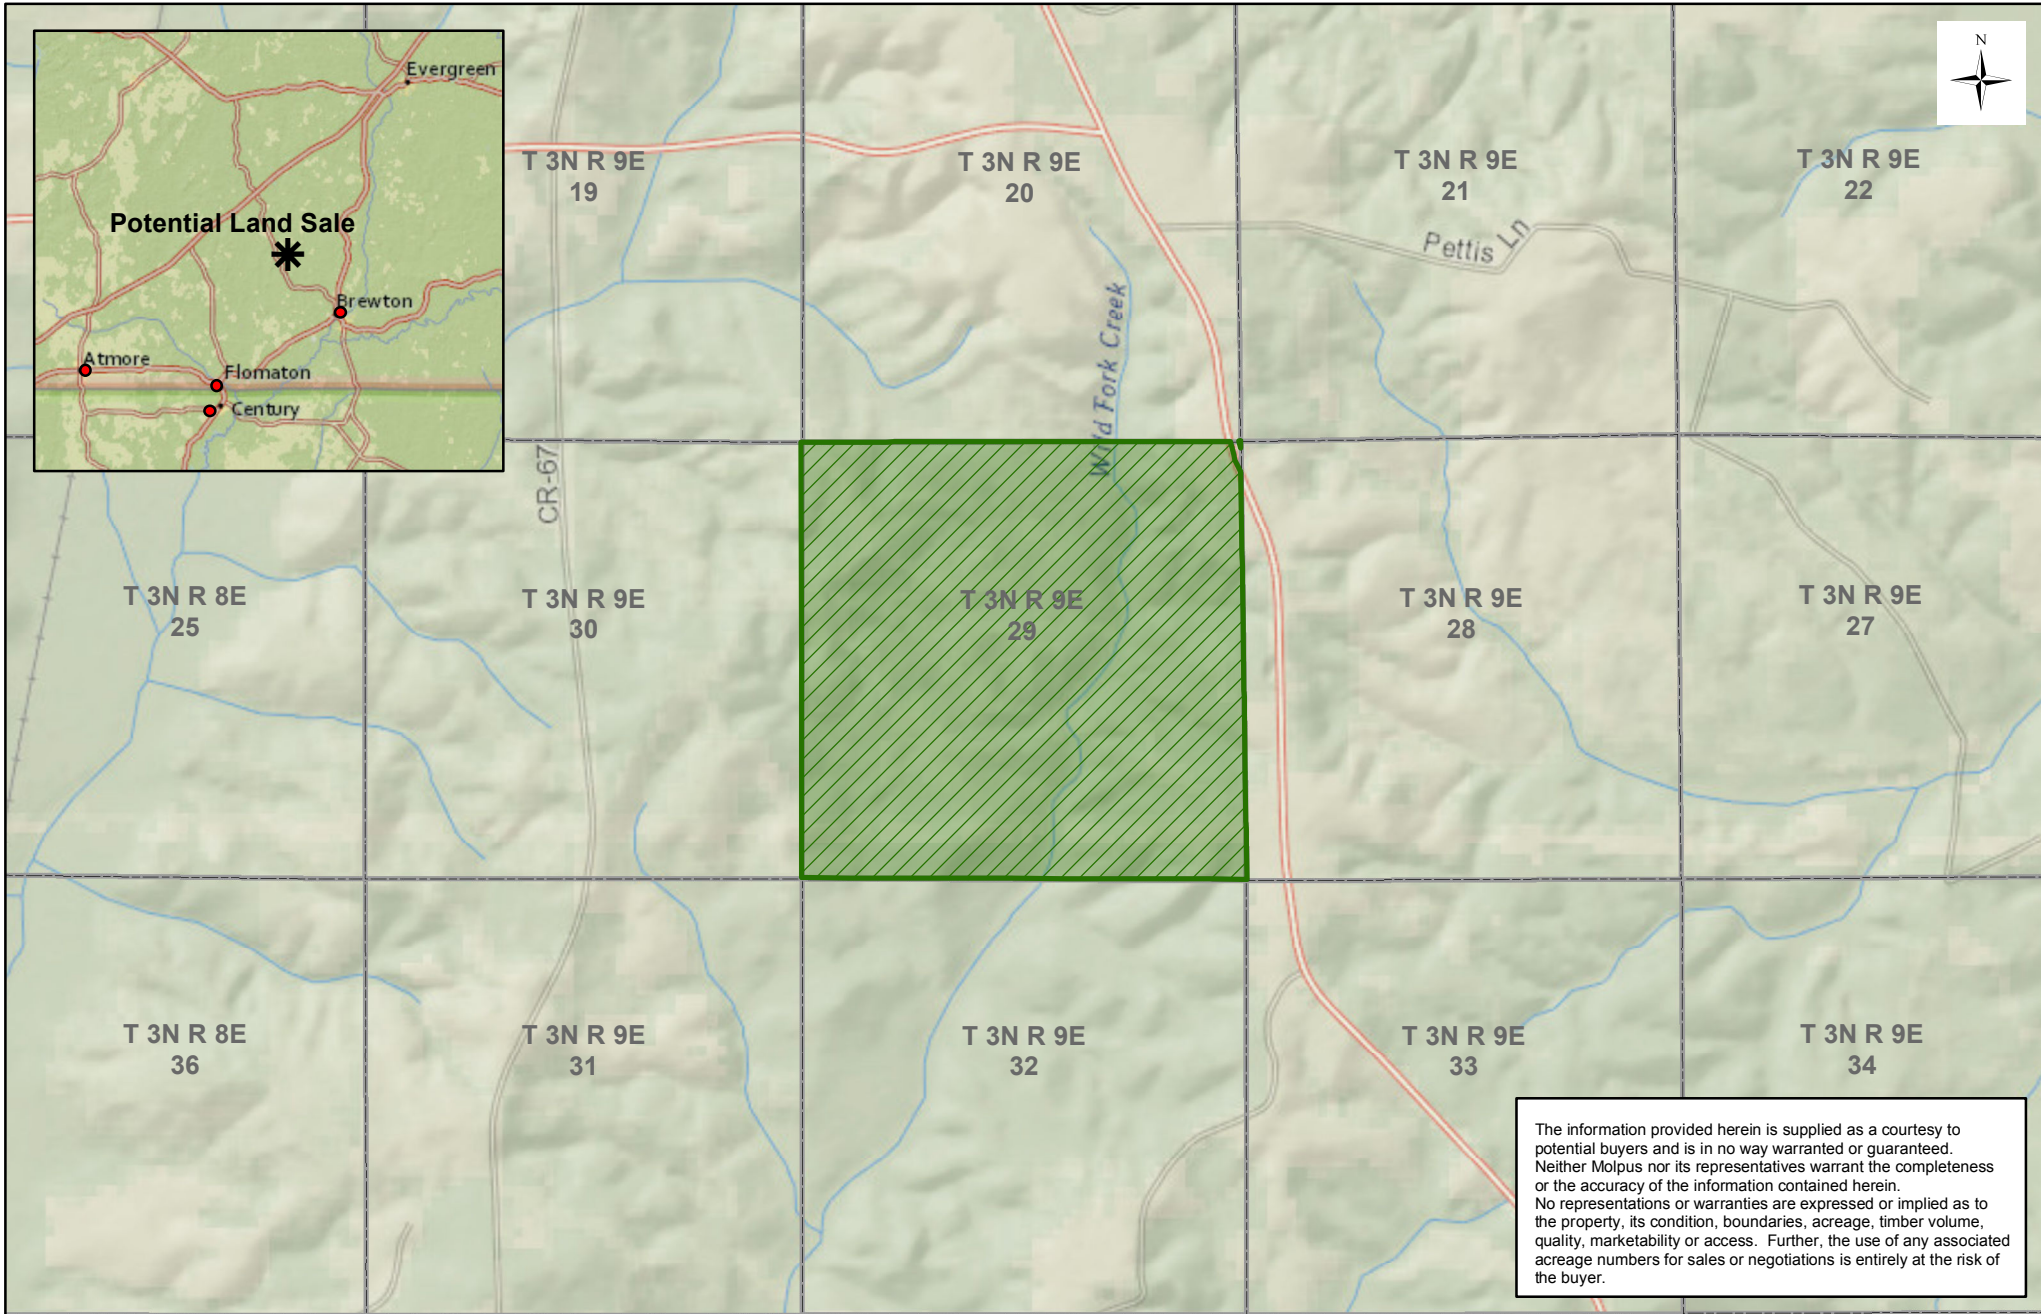 N
Evergreen
Potential Land Sale
Brewton
Atmore
Flomaton
Century
T 3N R 9E
19
T 3N R 9E
20
T 3N R 9E
21
T 3N R 9E
22
Pettis Ln
Wild Fork Creek
CR-67
T 3N R 8E
25
T 3N R 9E
30
T 3N R 9E
29
T 3N R 9E
28
T 3N R 9E
27
T 3N R 8E
36
T 3N R 9E
31
T 3N R 9E
32
T 3N R 9E
33
T 3N R 9E
34
The information provided herein is supplied as a courtesy to
potential buyers and is in no way warranted or guaranteed.
Neither Molpus nor its representatives warrant the completeness
or the accuracy of the information contained herein.
No representations or warranties are expressed or implied as to
the property, its condition, boundaries, acreage, timber volume,
quality, marketability or access.  Further, the use of any associated
acreage numbers for sales or negotiations is entirely at the risk of
the buyer.